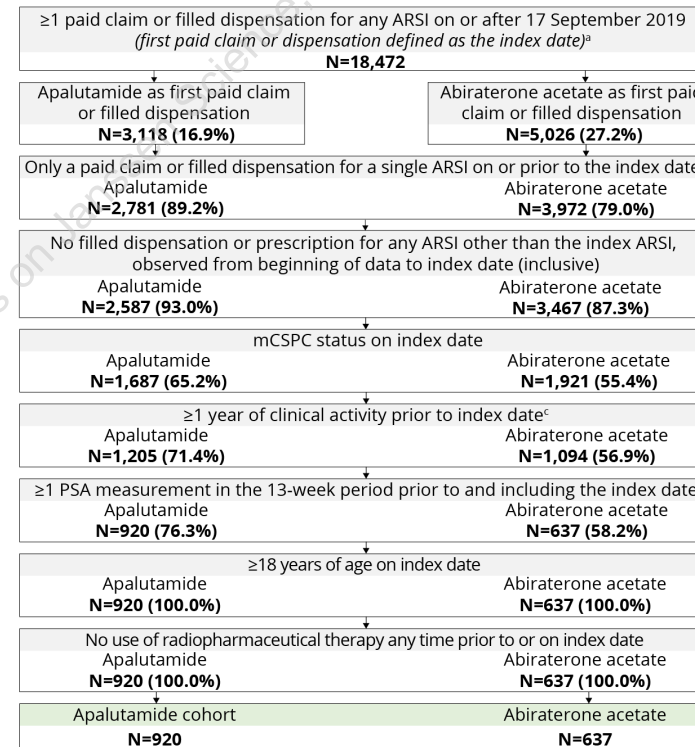 ≥1 paid claim or filled dispensation for any ARSI on or after 17 September 2019
(first paid claim or dispensation defined as the index date)ᵃ
N=18,472
Apalutamide as first paid claim
or filled dispensation
N=3,118 (16.9%)
Abiraterone acetate as first paid
claim or filled dispensation
N=5,026 (27.2%)
Only a paid claim or filled dispensation for a single ARSI on or prior to the index date
Apalutamide Abiraterone acetate
N=2,781 (89.2%) N=3,972 (79.0%)
No filled dispensation or prescription for any ARSI other than the index ARSI,
observed from beginning of data to index date (inclusive)
Apalutamide Abiraterone acetate
N=2,587 (93.0%) N=3,467 (87.3%)
mCSPC status on index date
Apalutamide Abiraterone acetate
N=1,687 (65.2%) N=1,921 (55.4%)
≥1 year of clinical activity prior to index dateᶜ
Apalutamide Abiraterone acetate
N=1,205 (71.4%) N=1,094 (56.9%)
≥1 PSA measurement in the 13-week period prior to and including the index date
Apalutamide Abiraterone acetate
N=920 (76.3%) N=637 (58.2%)
≥18 years of age on index date
Apalutamide Abiraterone acetate
N=920 (100.0%) N=637 (100.0%)
No use of radiopharmaceutical therapy any time prior to or on index date
Apalutamide Abiraterone acetate
N=920 (100.0%) N=637 (100.0%)
Apalutamide cohort Abiraterone acetate
N=920 N=637
on Janssen Science,